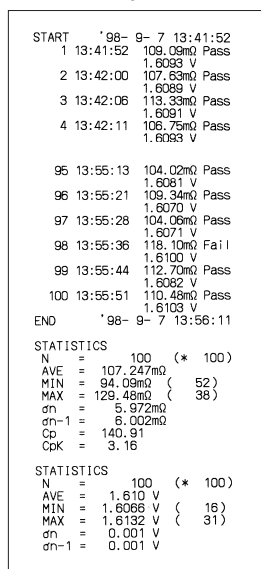 START '98- 9- 7 13:41:52
1 13:41:52 109.09mΩ Pass
1.6093 V
2 13:42:00 107.63mΩ Pass
1.6089 V
3 13:42:06 113.33mΩ Pass
1.6091 V
4 13:42:11 106.75mΩ Pass
1.6093 V
95 13:55:13 104.02mΩ Pass
1.6081 V
96 13:55:21 109.34mΩ Pass
1.6070 V
97 13:55:28 104.06mΩ Pass
1.6071 V
98 13:55:36 118.10mΩ Fail
1.6100 V
99 13:55:44 112.70mΩ Pass
1.6082 V
100 13:55:51 110.48mΩ Pass
1.6103 V
END '98- 9- 7 13:56:11
STATISTICS
N = 100 (* 100)
AVE = 107.247mΩ
MIN = 94.09mΩ ( 52)
MAX = 129.48mΩ ( 38)
σn = 5.972mΩ
σn-1 = 6.002mΩ
Cp = 140.91
CpK = 3.16
STATISTICS
N = 100 (* 100)
AVE = 1.610 V
MIN = 1.6066 V ( 16)
MAX = 1.6132 V ( 31)
σn = 0.001 V
σn-1 = 0.001 V